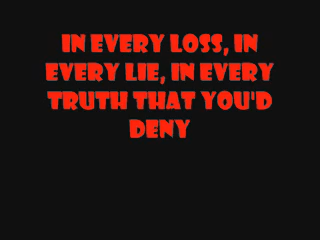 IN EVERY LOSS, IN
EVERY LIE, IN EVERY
TRUTH THAT YOU'D
DENY